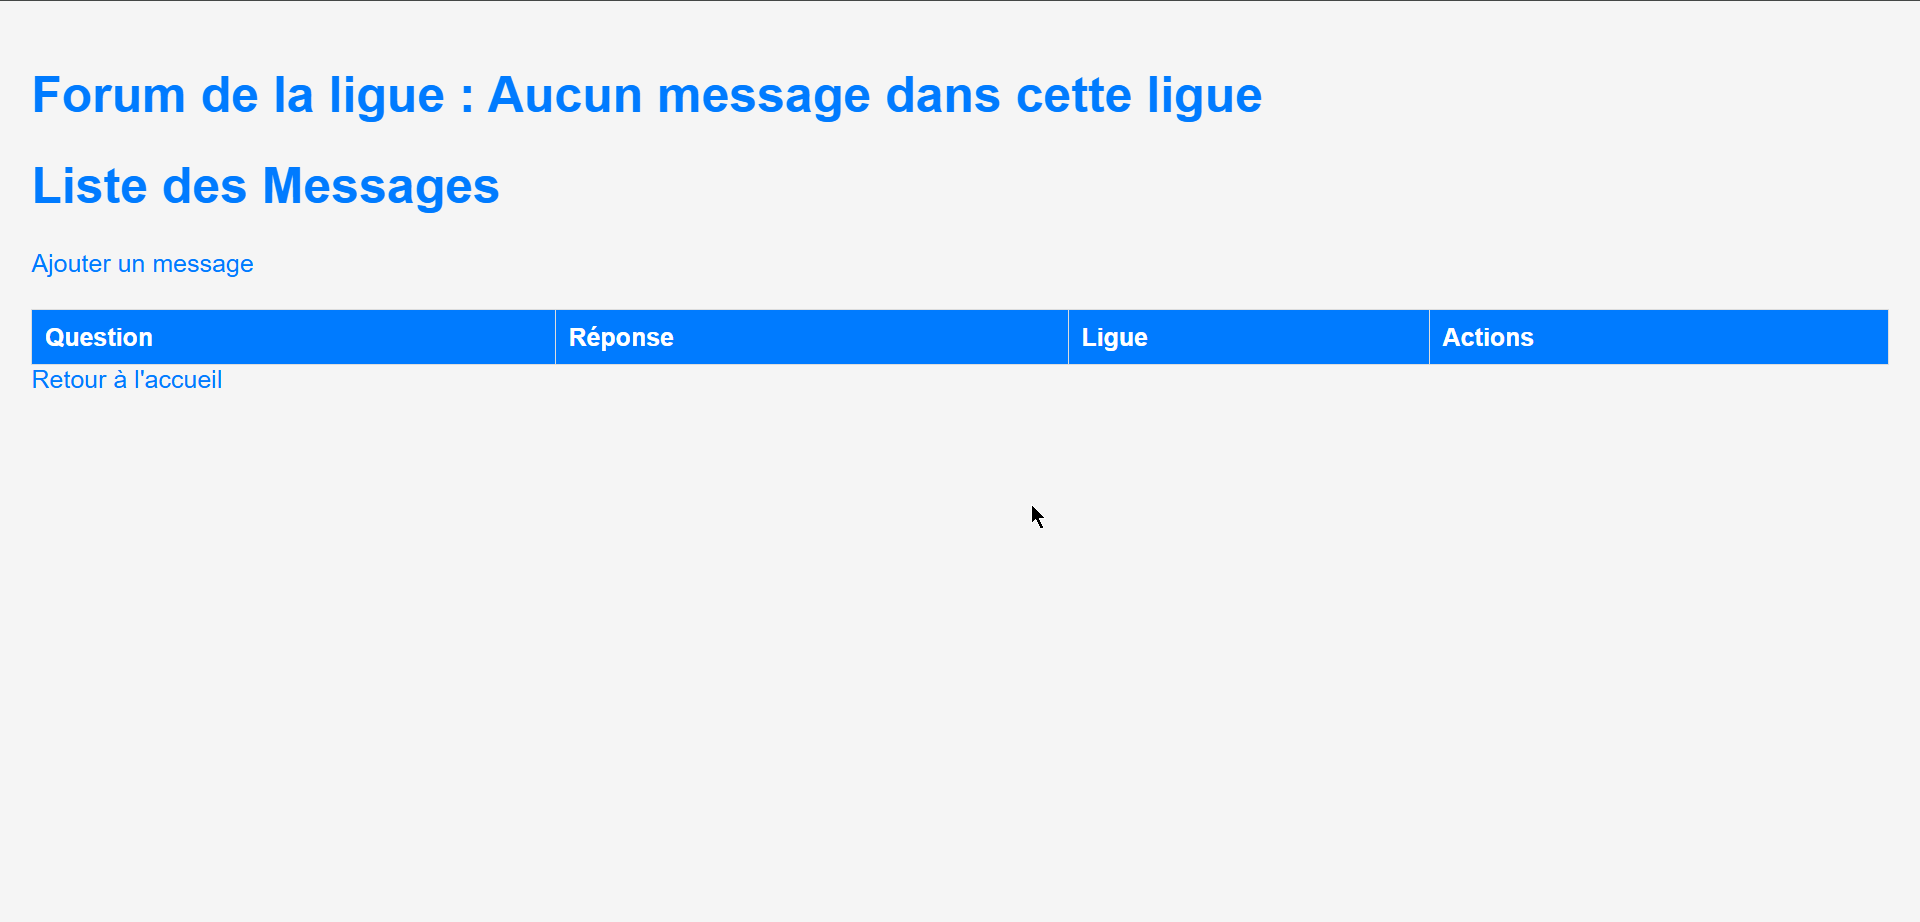 Forum de la ligue : Aucun message dans cette ligue
Liste des Messages
Ajouter un message
Question Réponse Ligue Actions
Retour à l'accueil